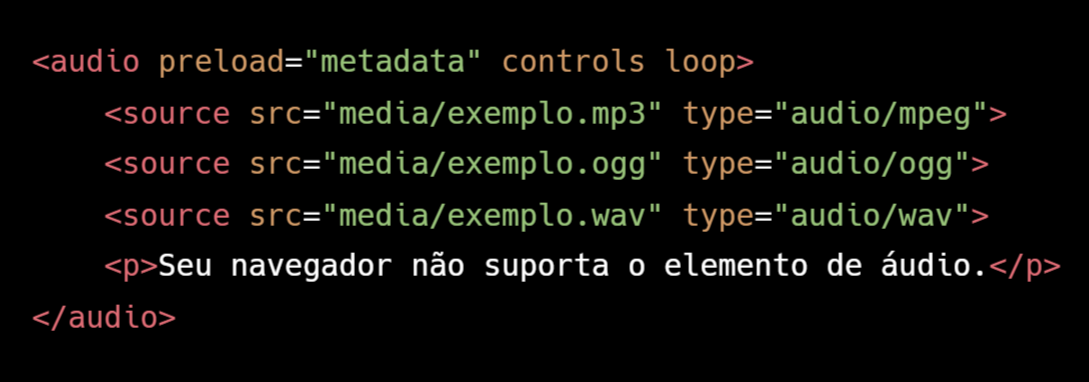 <audio preload="metadata" controls loop>
<source src="media/exemplo.mp3" type="audio/mpeg">
<source src="media/exemplo.ogg" type="audio/ogg">
<source src="media/exemplo.wav" type="audio/wav">
<p>Seu navegador não suporta o elemento de áudio.</p>
</audio>